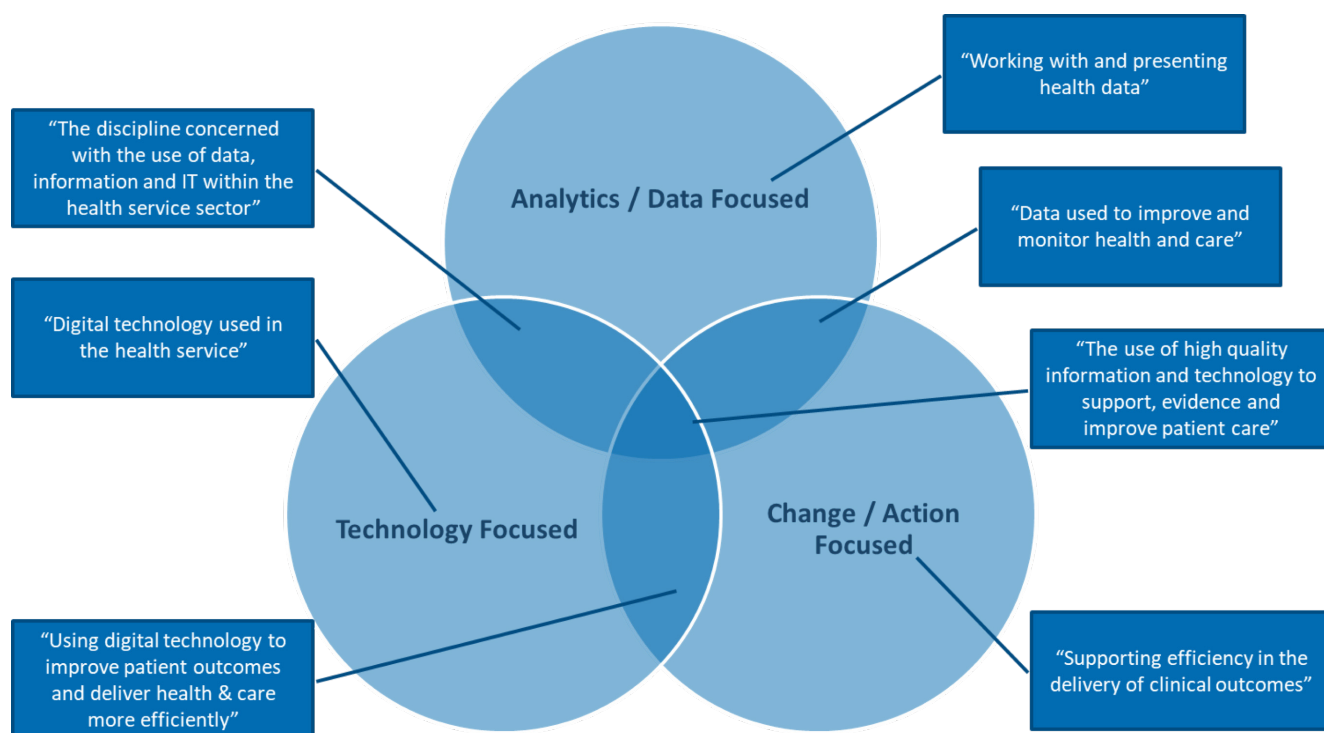 “Working with and presenting
health data”
“The discipline concerned
with the use of data,
information and IT within the
health service sector”
Analytics / Data Focused
“Data used to improve and
monitor health and care”
“Digital technology used in
the health service”
“The use of high quality
information and technology to
support, evidence and
improve patient care”
Technology Focused
Change / Action
Focused
“Using digital technology to
improve patient outcomes
and deliver health & care
more efficiently”
“Supporting efficiency in the
delivery of clinical outcomes”